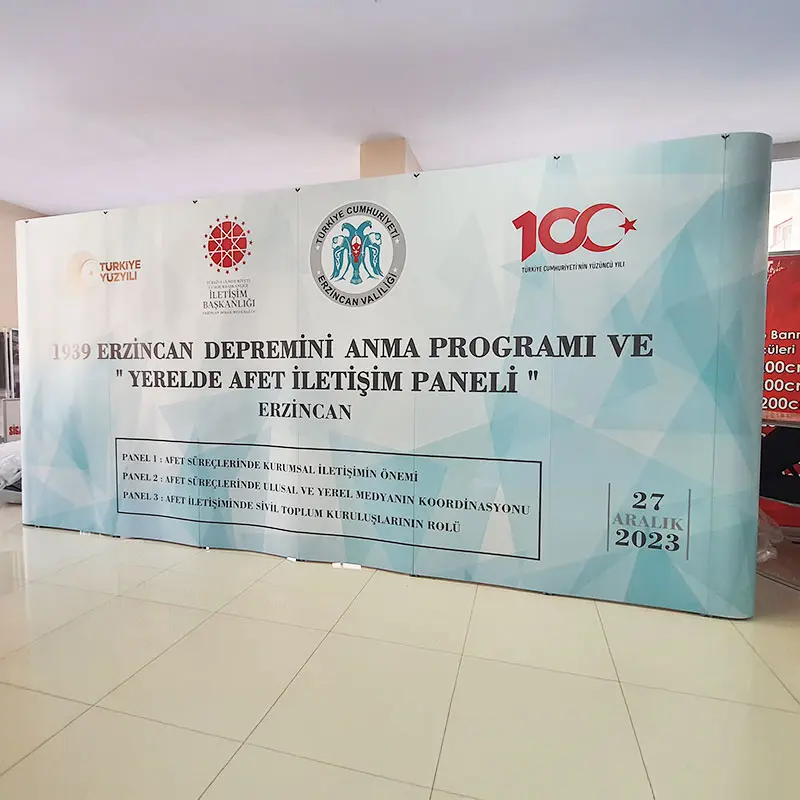 TÜRKİYE
YÜZYILI
İLETİŞİM
BAŞKANLIĞI
TÜRKİYE CUMHURİYETİ
ERZİNCAN VALİLİĞİ
100
TÜRKİYE CUMHURİYETİ'NİN YÜZÜNCÜ YILI
1939 ERZİNCAN DEPREMİNİ ANMA PROGRAMI VE
" YERELDE AFET İLETİŞİM PANELİ "
ERZİNCAN
PANEL 1 : AFET SÜREÇLERİNDE KURUMSAL İLETİŞİMİN ÖNEMİ
PANEL 2 : AFET SÜREÇLERİNDE ULUSAL VE YEREL MEDYANIN KOORDİNASYONU
PANEL 3 : AFET İLETİŞİMİNDE SİVİL TOPLUM KURULUŞLARININ ROLÜ
27
ARALIK
2023